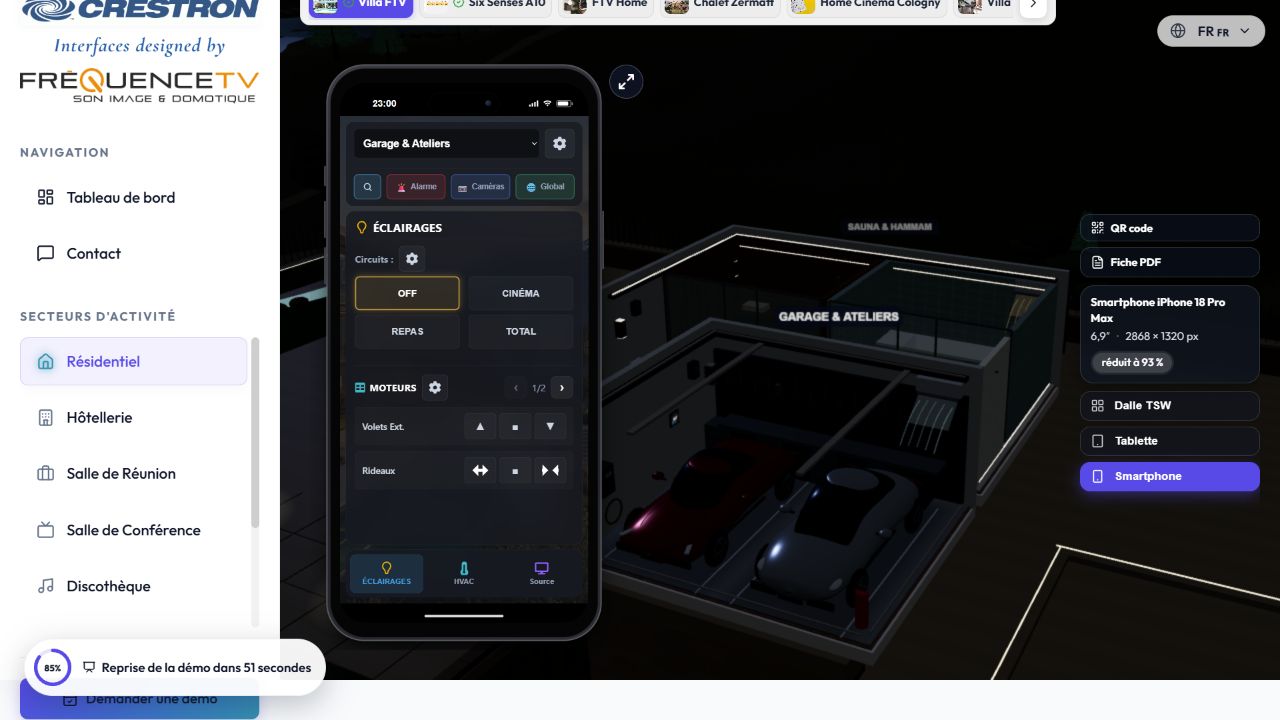 CRESTRON
Interfaces designed by
FRÉQUENCETV
SON IMAGE & DOMOTIQUE
NAVIGATION
Tableau de bord
Contact
SECTEURS D'ACTIVITÉ
Résidentiel
Hôtellerie
Salle de Réunion
Salle de Conférence
Discothèque
85%
Reprise de la démo dans 51 secondes
Demander une démo
Villa FTV
Six Senses A10
FTV Home
Chalet Zermatt
Home Cinema Cologny
Villa
FR FR
23:00
Garage & Ateliers
Alarme
Caméras
Global
ÉCLAIRAGES
Circuits :
OFF
CINÉMA
REPAS
TOTAL
MOTEURS
1/2
Volets Ext.
Rideaux
ÉCLAIRAGES
HVAC
Source
SAUNA & HAMMAM
GARAGE & ATELIERS
QR code
Fiche PDF
Smartphone iPhone 18 Pro
Max
6,9" · 2868 × 1320 px
réduit à 93 %
Dalle TSW
Tablette
Smartphone